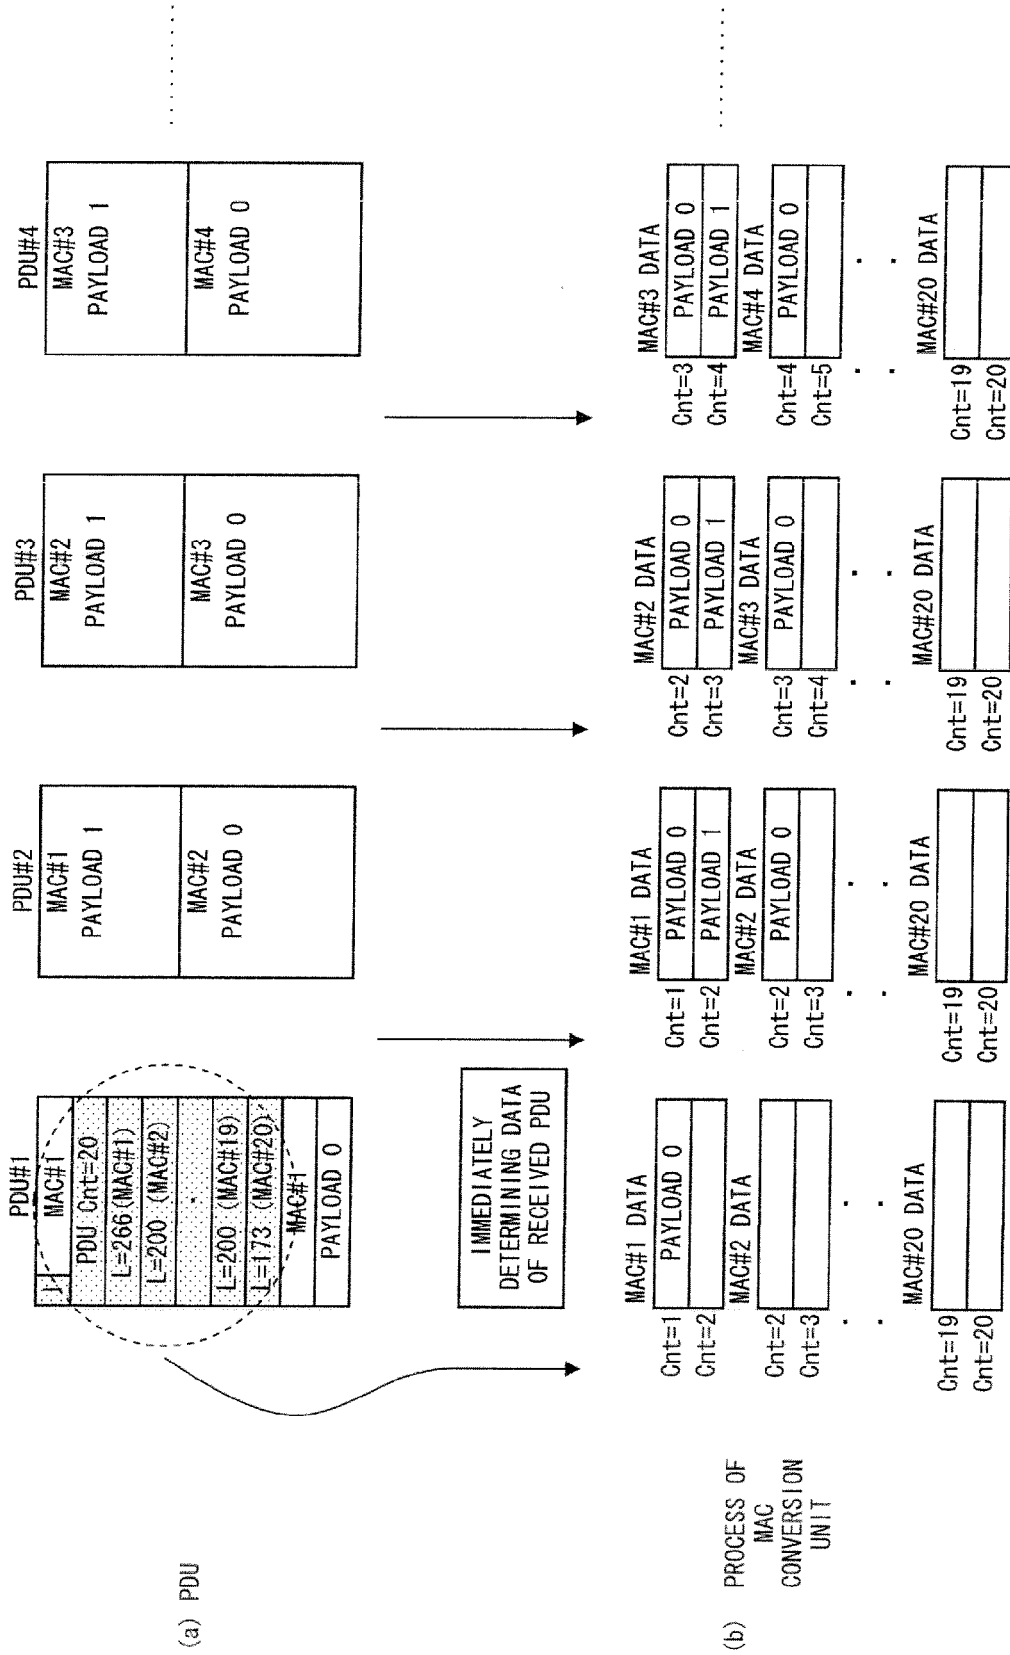 (a) PDU
PDU#1
MAC#1
PDU Cnt=20
L=266(MAC#1)
L=200 (MAC#2)
L=200 (MAC#19)
L=173 (MAC#20)
MAC#1
PAYLOAD 0
PDU#2
MAC#1
PAYLOAD 1
MAC#2
PAYLOAD 0
PDU#3
MAC#2
PAYLOAD 1
MAC#3
PAYLOAD 0
PDU#4
MAC#3
PAYLOAD 1
MAC#4
PAYLOAD 0
IMMEDIATELY
DETERMINING DATA
OF RECEIVED PDU
(b) PROCESS OF
MAC
CONVERSION
UNIT
MAC#1 DATA
Cnt=1 PAYLOAD 0
Cnt=2
MAC#2 DATA
Cnt=2
Cnt=3
MAC#20 DATA
Cnt=19
Cnt=20
MAC#1 DATA
Cnt=1 PAYLOAD 0
Cnt=2 PAYLOAD 1
MAC#2 DATA
Cnt=2 PAYLOAD 0
Cnt=3
MAC#20 DATA
Cnt=19
Cnt=20
MAC#2 DATA
Cnt=2 PAYLOAD 0
Cnt=3 PAYLOAD 1
MAC#3 DATA
Cnt=3 PAYLOAD 0
Cnt=4
MAC#20 DATA
Cnt=19
Cnt=20
MAC#3 DATA
Cnt=3 PAYLOAD 0
Cnt=4 PAYLOAD 1
MAC#4 DATA
Cnt=4 PAYLOAD 0
Cnt=5
MAC#20 DATA
Cnt=19
Cnt=20